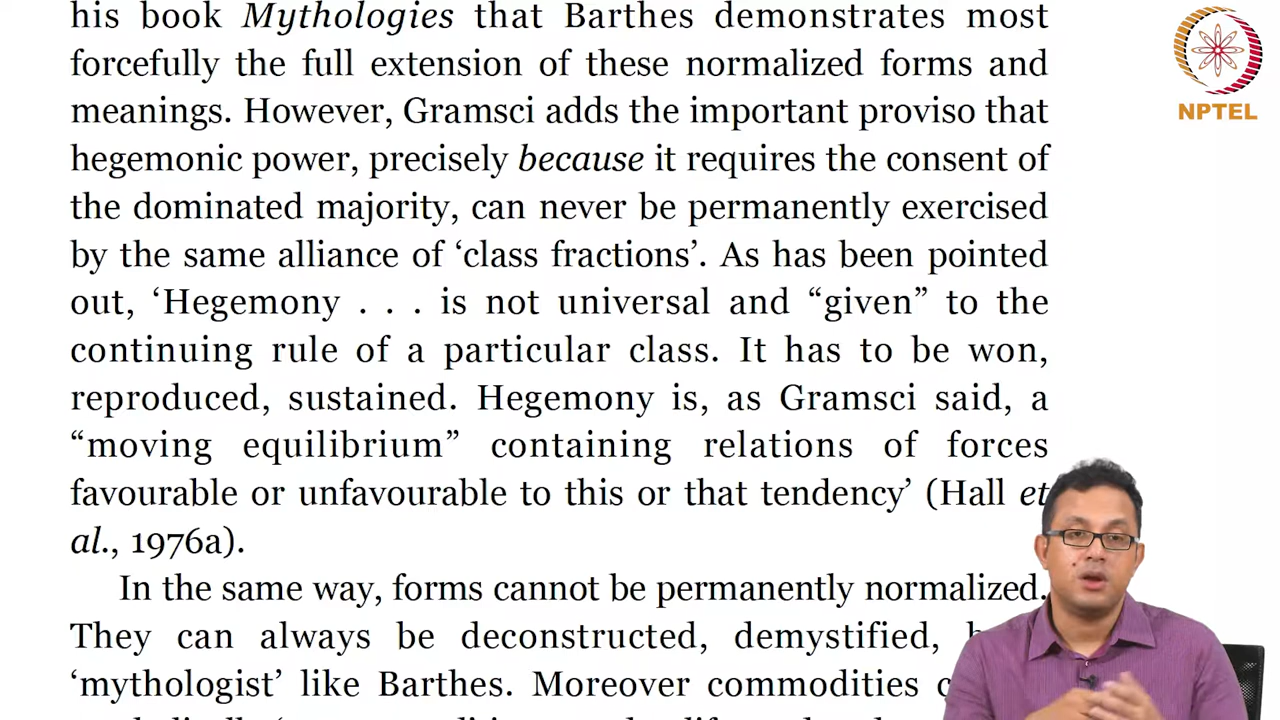 his book Mythologies that Barthes demonstrates most
forcefully the full extension of these normalized forms and
meanings. However, Gramsci adds the important proviso that
hegemonic power, precisely because it requires the consent of
the dominated majority, can never be permanently exercised
by the same alliance of ‘class fractions’. As has been pointed
out, ‘Hegemony . . . is not universal and “given” to the
continuing rule of a particular class. It has to be won,
reproduced, sustained. Hegemony is, as Gramsci said, a
“moving equilibrium” containing relations of forces
favourable or unfavourable to this or that tendency’ (Hall et
al., 1976a).
In the same way, forms cannot be permanently normalized.
They can always be deconstructed, demystified,
‘mythologist’ like Barthes. Moreover commodities
NPTEL